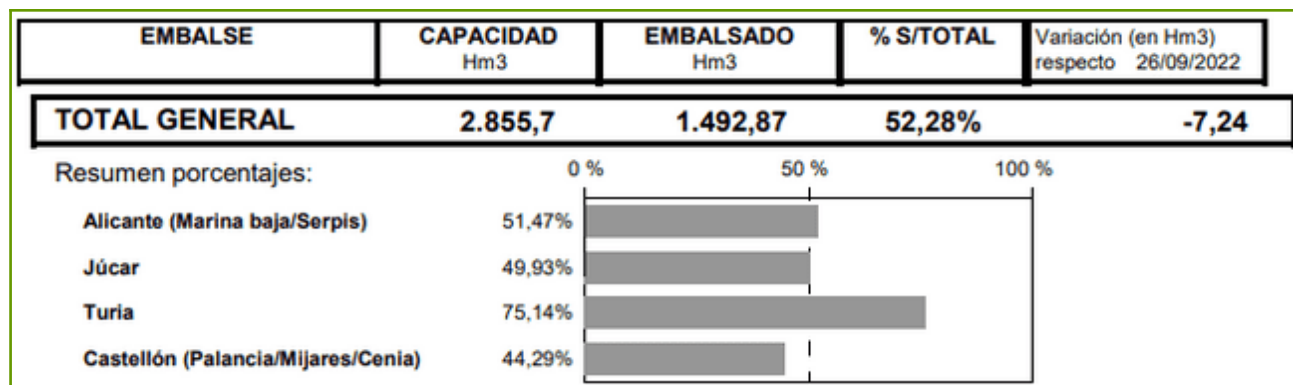 EMBALSE CAPACIDAD EMBALSADO % S/TOTAL Variación (en Hm3)
Hm3 Hm3 respecto 26/09/2022
TOTAL GENERAL 2.855,7 1.492,87 52,28% -7,24
Resumen porcentajes: 0 % 50 % 100 %
Alicante (Marina baja/Serpis) 51,47%
Júcar 49,93%
Turia 75,14%
Castellón (Palancia/Mijares/Cenia) 44,29%